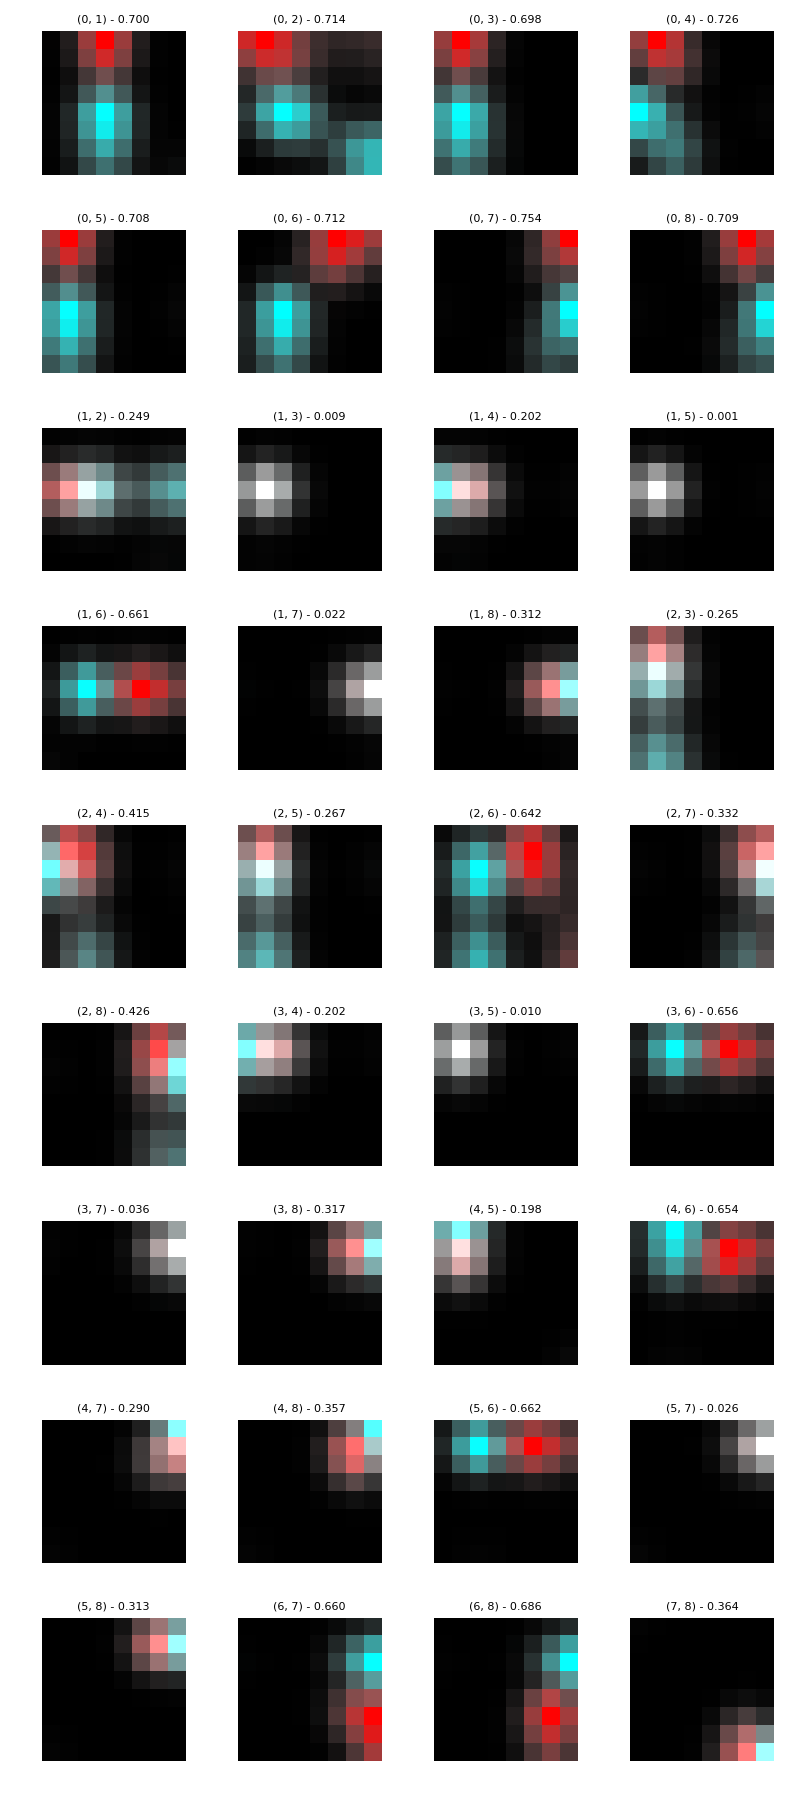 (0, 1) - 0.700 (0, 2) - 0.714 (0, 3) - 0.698 (0, 4) - 0.726
(0, 5) - 0.708 (0, 6) - 0.712 (0, 7) - 0.754 (0, 8) - 0.709
(1, 2) - 0.249 (1, 3) - 0.009 (1, 4) - 0.202 (1, 5) - 0.001
(1, 6) - 0.661 (1, 7) - 0.022 (1, 8) - 0.312 (2, 3) - 0.265
(2, 4) - 0.415 (2, 5) - 0.267 (2, 6) - 0.642 (2, 7) - 0.332
(2, 8) - 0.426 (3, 4) - 0.202 (3, 5) - 0.010 (3, 6) - 0.656
(3, 7) - 0.036 (3, 8) - 0.317 (4, 5) - 0.198 (4, 6) - 0.654
(4, 7) - 0.290 (4, 8) - 0.357 (5, 6) - 0.662 (5, 7) - 0.026
(5, 8) - 0.313 (6, 7) - 0.660 (6, 8) - 0.686 (7, 8) - 0.364